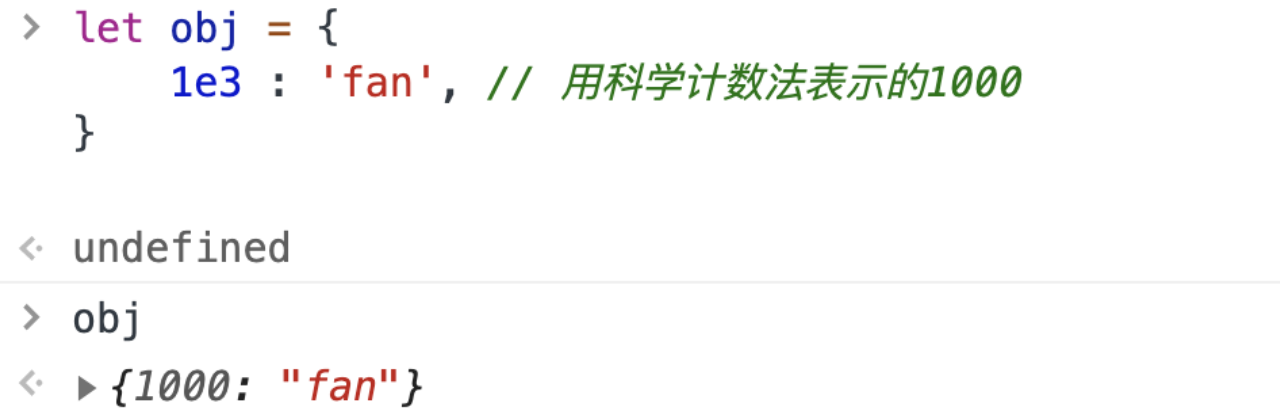 let obj = {
1e3 : 'fan', // 用科学计数法表示的1000
}
undefined
obj
{1000: "fan"}